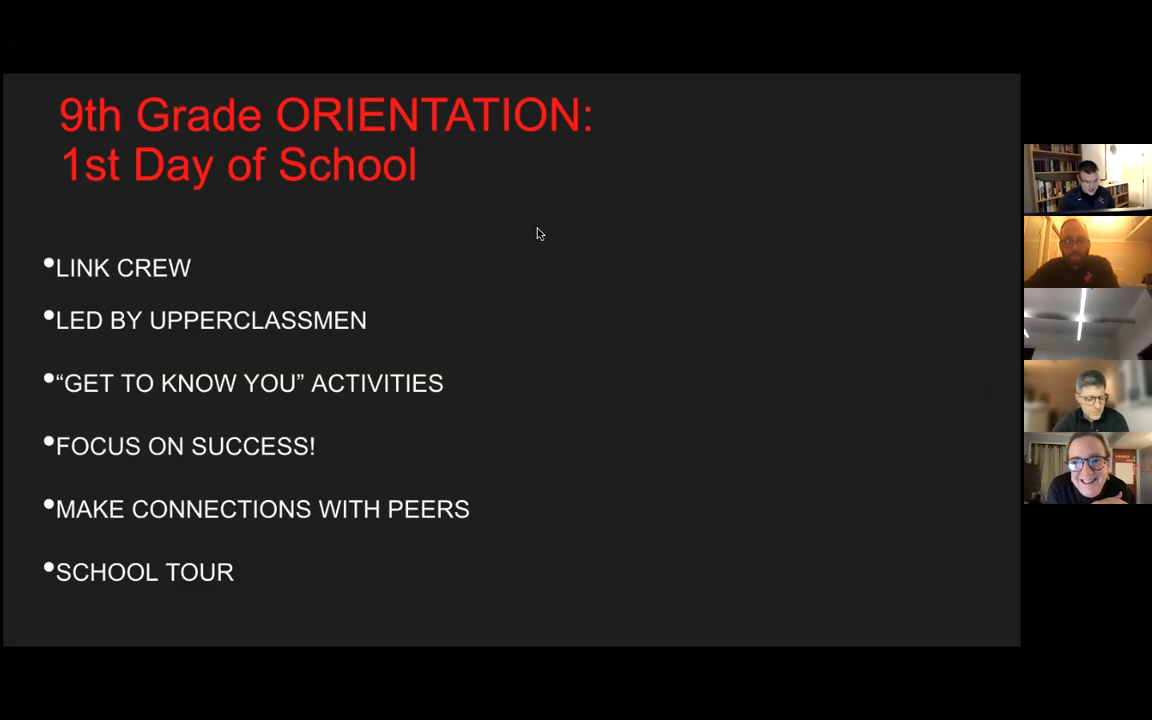 9th Grade ORIENTATION:
1st Day of School
•LINK CREW
•LED BY UPPERCLASSMEN
•“GET TO KNOW YOU” ACTIVITIES
•FOCUS ON SUCCESS!
•MAKE CONNECTIONS WITH PEERS
•SCHOOL TOUR